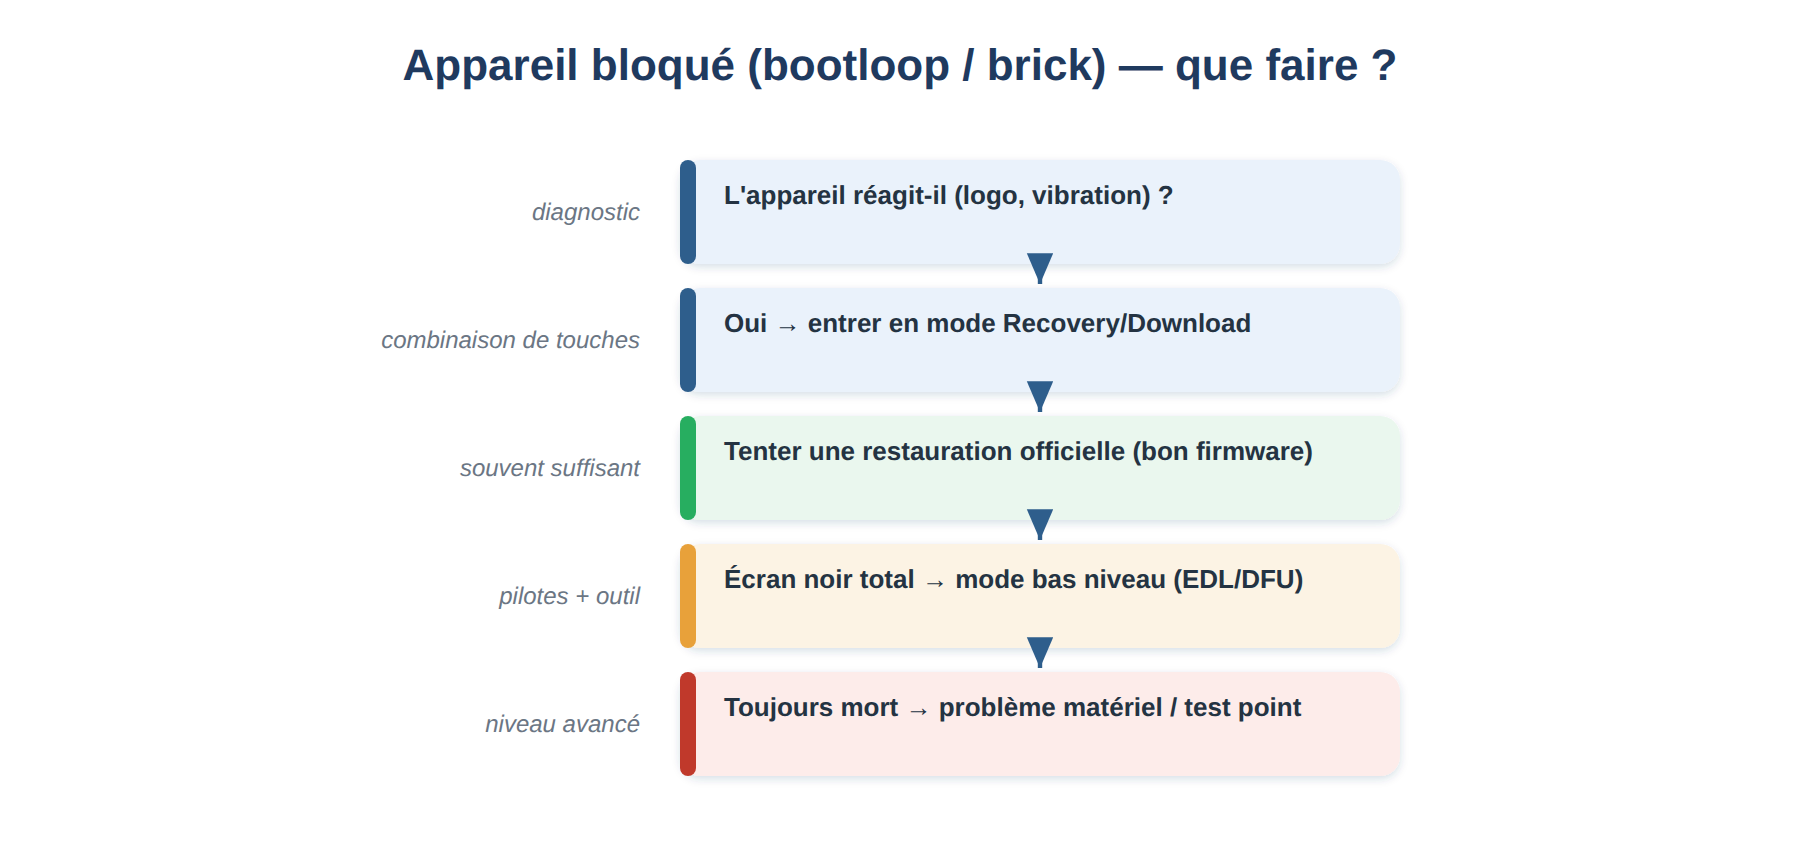 Appareil bloqué (bootloop / brick) — que faire ?
diagnostic
L'appareil réagit-il (logo, vibration) ?
combinaison de touches
Oui → entrer en mode Recovery/Download
souvent suffisant
Tenter une restauration officielle (bon firmware)
pilotes + outil
Écran noir total → mode bas niveau (EDL/DFU)
niveau avancé
Toujours mort → problème matériel / test point